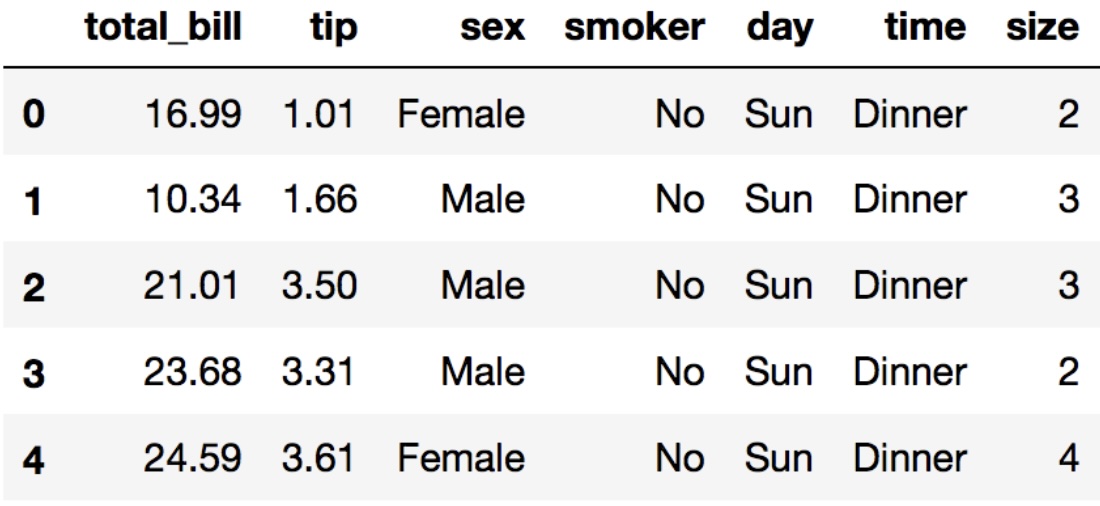 total_bill tip sex smoker day time size
0 16.99 1.01 Female No Sun Dinner 2
1 10.34 1.66 Male No Sun Dinner 3
2 21.01 3.50 Male No Sun Dinner 3
3 23.68 3.31 Male No Sun Dinner 2
4 24.59 3.61 Female No Sun Dinner 4